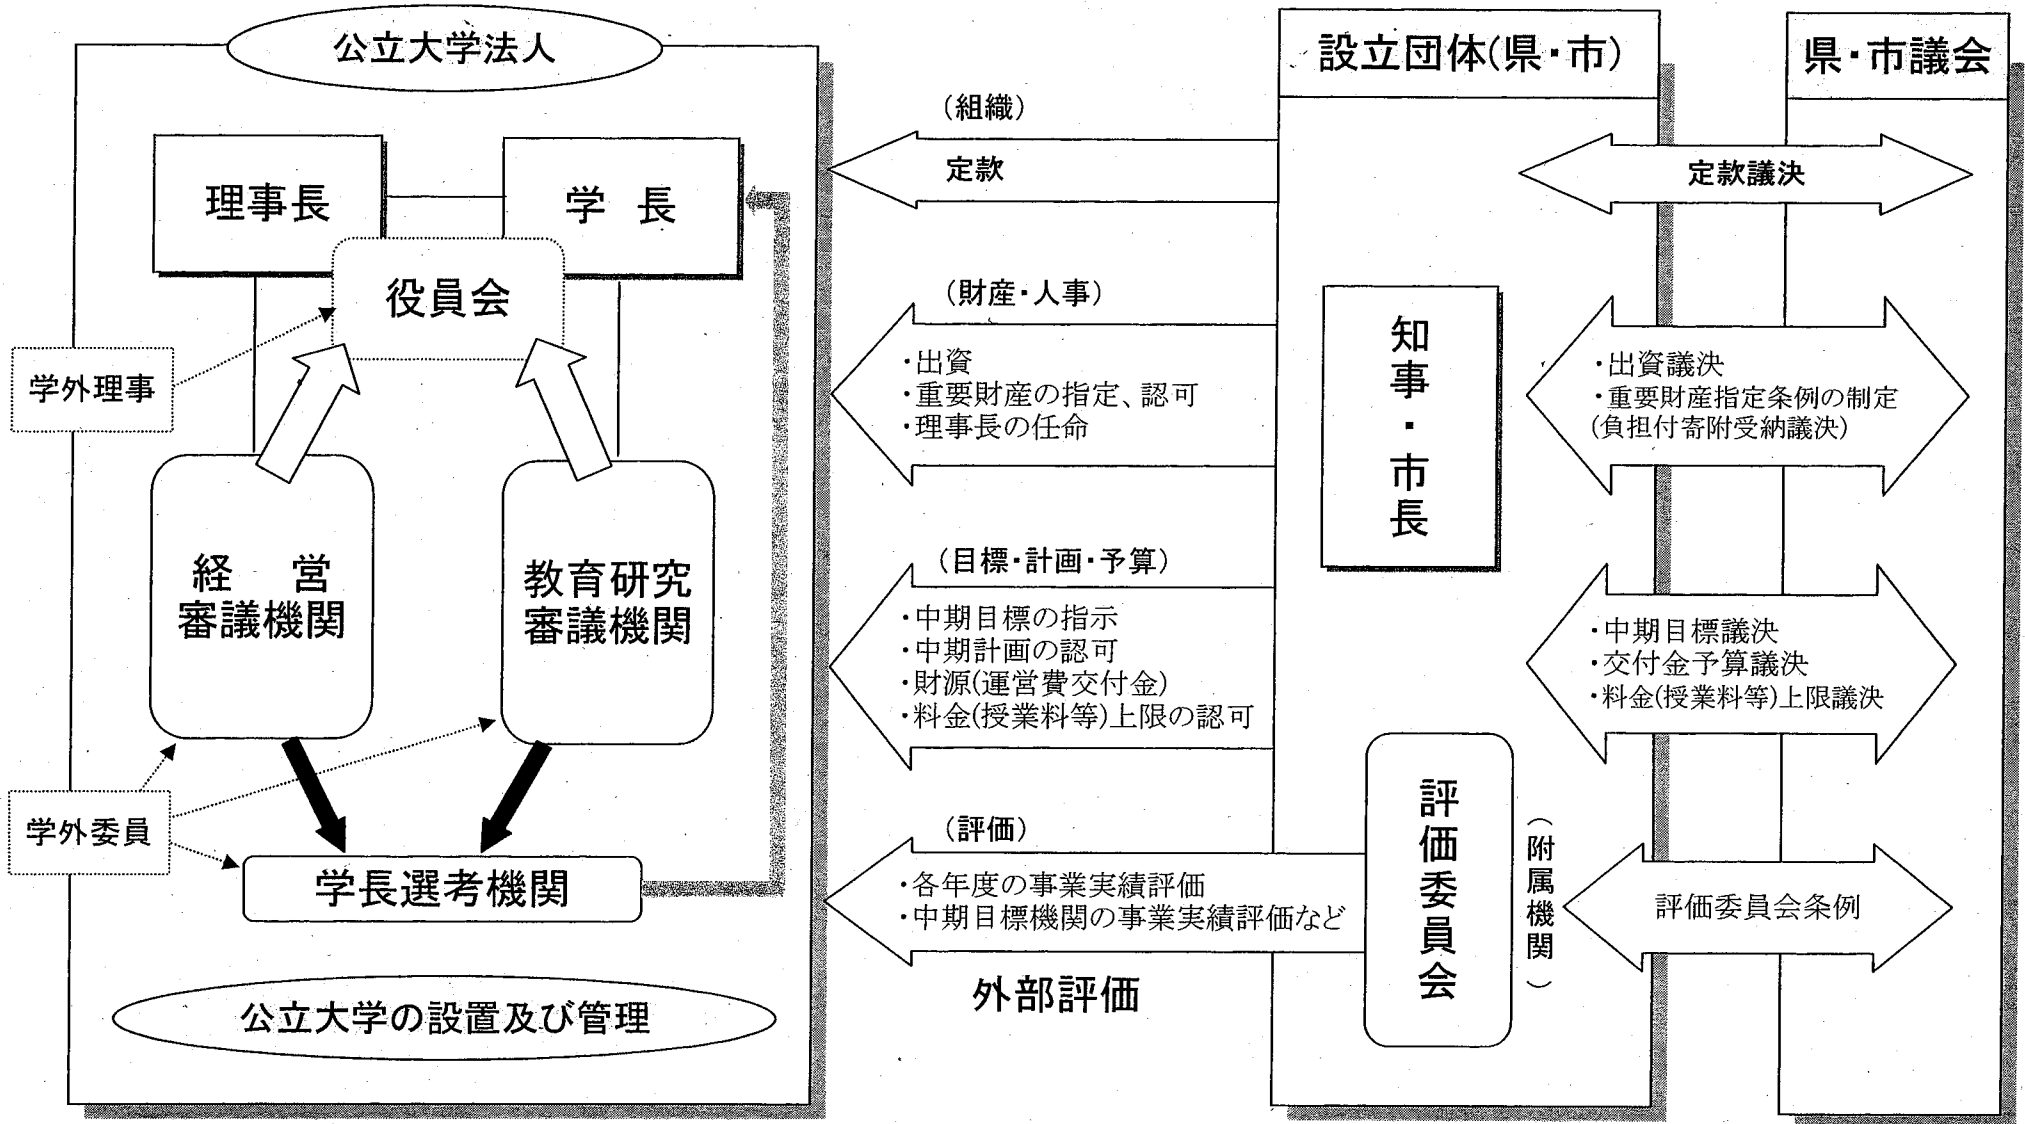 公立大学法人
理事長
学 長
役員会
学外理事
経 営
審議機関
教育研究
審議機関
学外委員
学長選考機関
公立大学の設置及び管理
(組織)
定款
(財産・人事)
・出資
・重要財産の指定、認可
・理事長の任命
(目標・計画・予算)
・中期目標の指示
・中期計画の認可
・財源(運営費交付金)
・料金(授業料等)上限の認可
(評価)
・各年度の事業実績評価
・中期目標機関の事業実績評価など
外部評価
設立団体(県・市)
知事・市長
評価委員会
(附属機関)
県・市議会
定款議決
・出資議決
・重要財産指定条例の制定
(負担付寄附受納議決)
・中期目標議決
・交付金予算議決
・料金(授業料等)上限議決
評価委員会条例